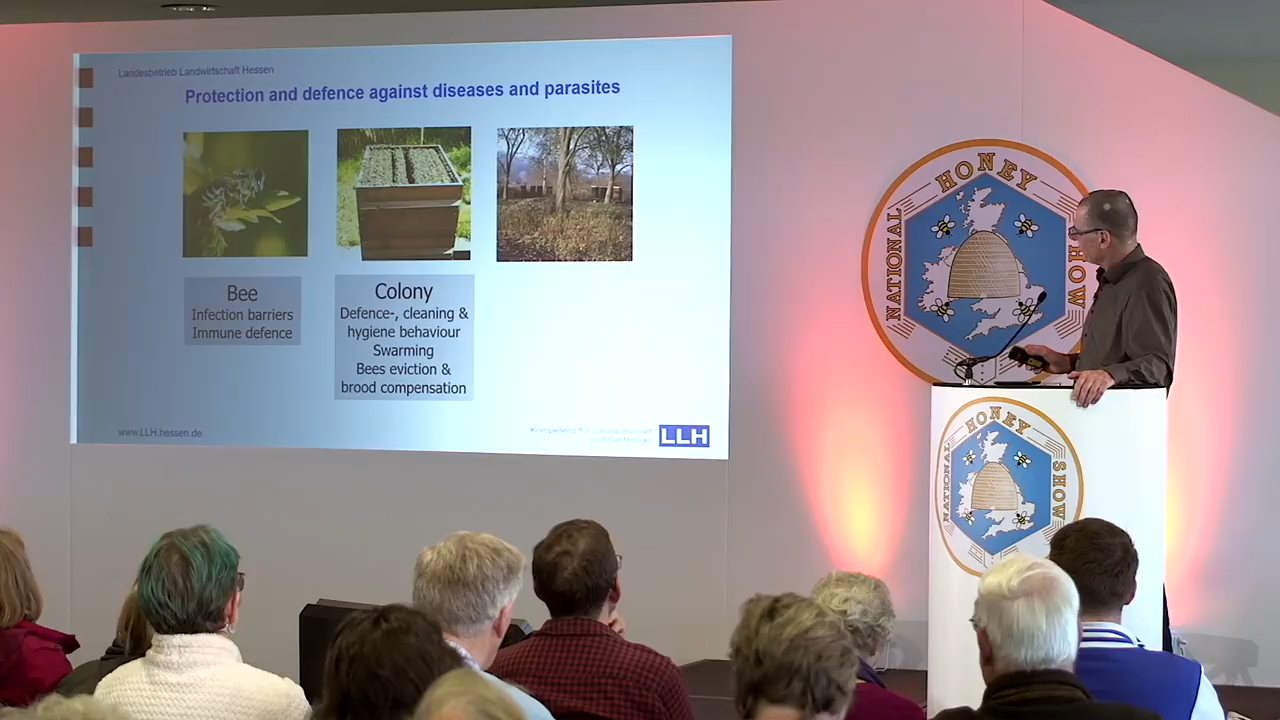 Landesbetrieb Landwirtschaft Hessen
Protection and defence against diseases and parasites
Bee
Infection barriers
Immune defence
Colony
Defence-, cleaning &
hygiene behaviour
Swarming
Bees eviction &
brood compensation
www.LLH.hessen.de
LLH
NATIONAL HONEY SHOW
NATIONAL HONEY SHOW